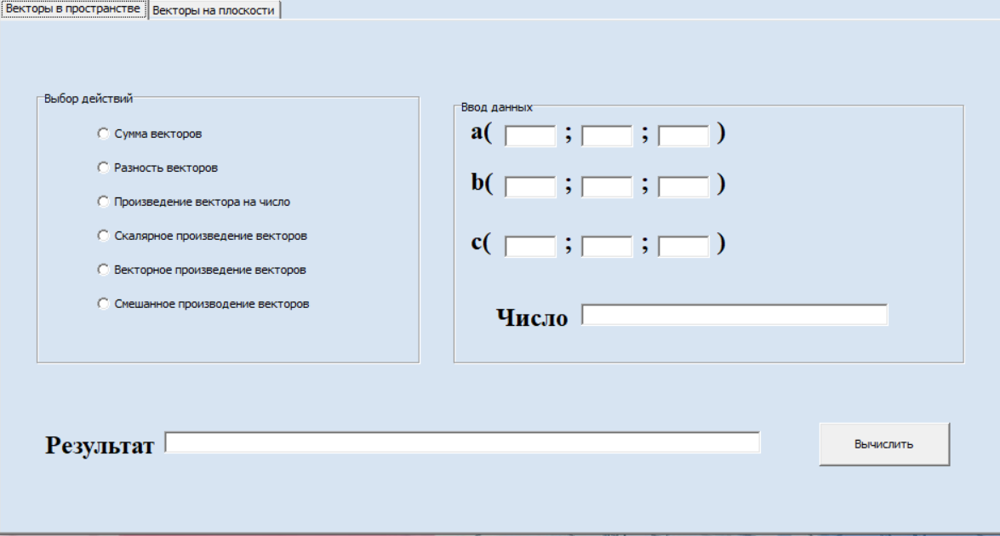 Векторы в пространстве
Векторы на плоскости
Выбор действий
Сумма векторов
Разность векторов
Произведение вектора на число
Скалярное произведение векторов
Векторное произведение векторов
Смешанное производение векторов
Ввод данных
a( ; ; )
b( ; ; )
c( ; ; )
Число
Результат
Вычислить